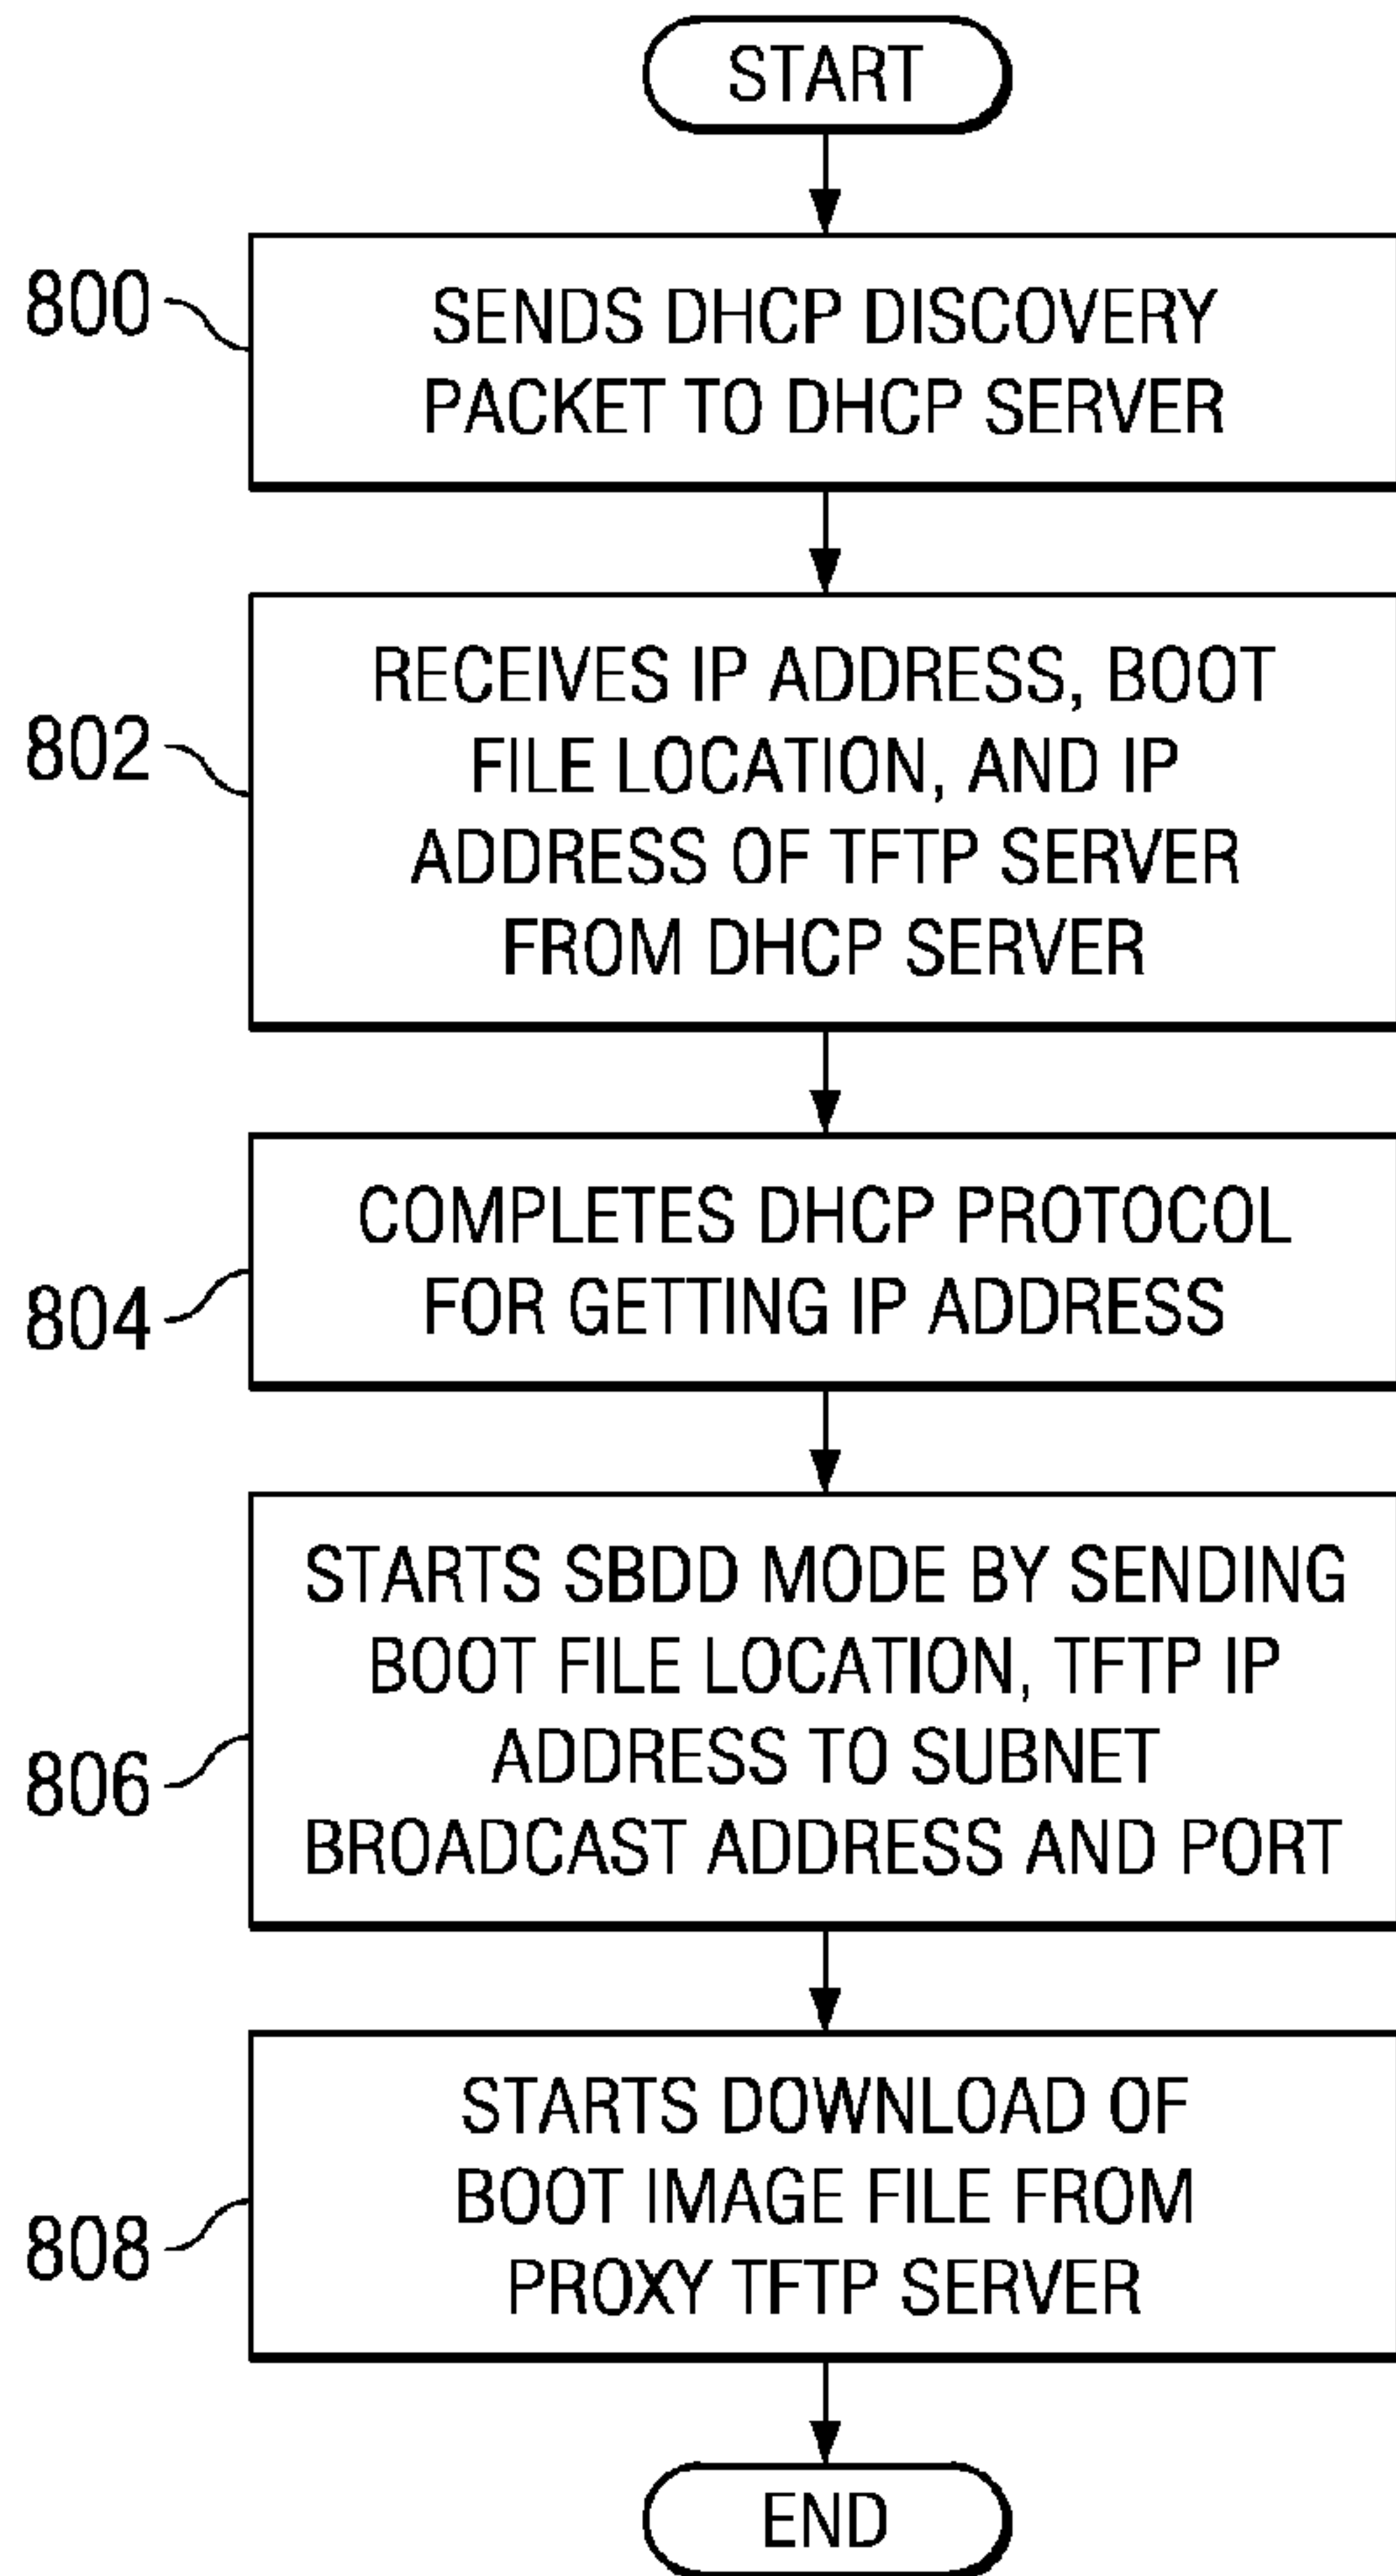 START
800
SENDS DHCP DISCOVERY
PACKET TO DHCP SERVER
802
RECEIVES IP ADDRESS, BOOT
FILE LOCATION, AND IP
ADDRESS OF TFTP SERVER
FROM DHCP SERVER
804
COMPLETES DHCP PROTOCOL
FOR GETTING IP ADDRESS
806
STARTS SBDD MODE BY SENDING
BOOT FILE LOCATION, TFTP IP
ADDRESS TO SUBNET
BROADCAST ADDRESS AND PORT
808
STARTS DOWNLOAD OF
BOOT IMAGE FILE FROM
PROXY TFTP SERVER
END